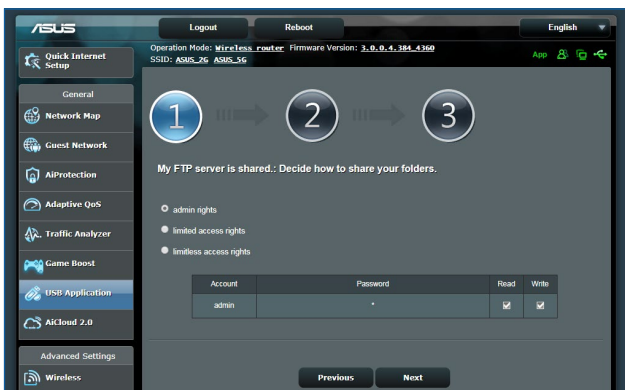 ASUS
Logout
Reboot
English
Operation Mode: Wireless router Firmware Version: 3.0.0.4.384_4360
SSID: ASUS_2G ASUS_5G
App
Quick Internet
Setup
General
Network Map
Guest Network
AiProtection
Adaptive QoS
Traffic Analyzer
Game Boost
USB Application
AiCloud 2.0
Advanced Settings
Wireless
1
2
3
My FTP server is shared.: Decide how to share your folders.
admin rights
limited access rights
limitless access rights
Account Password Read Write
admin *
Previous Next